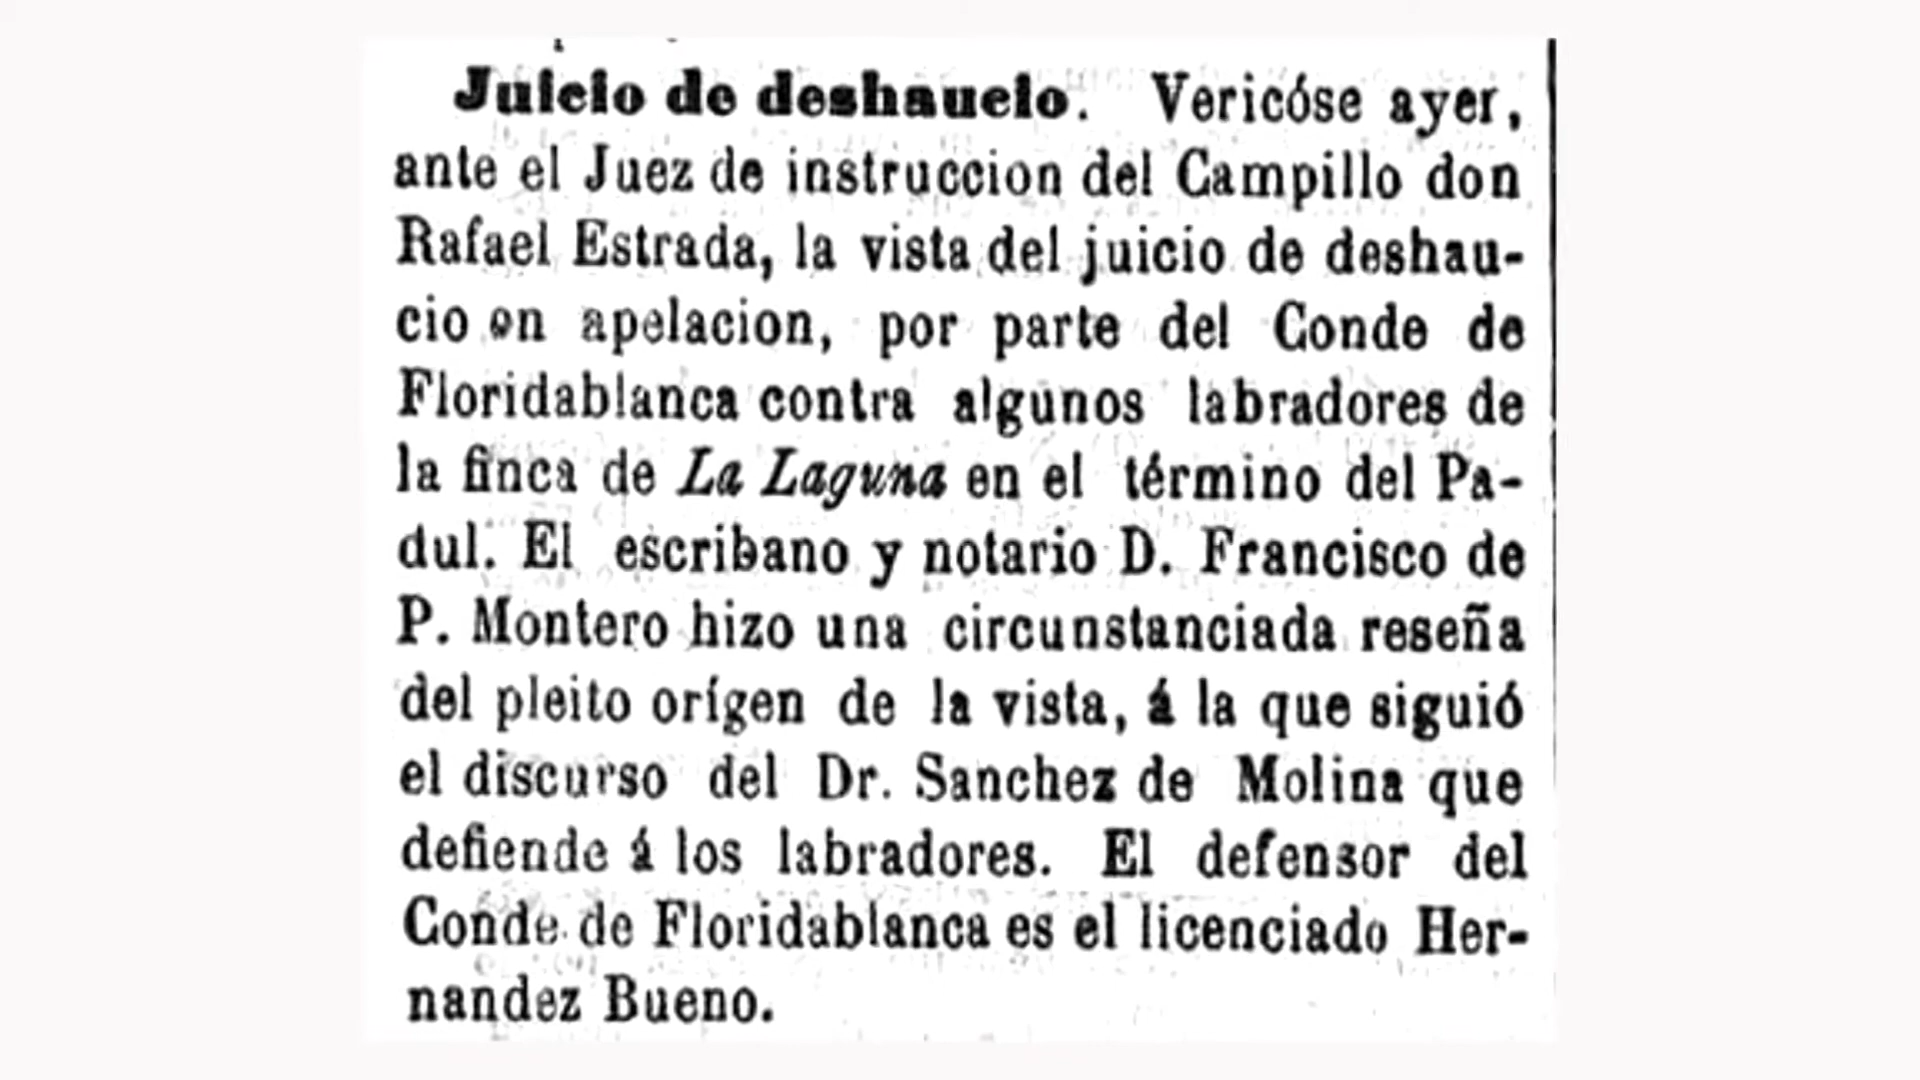 Juicio de deshaucio. Vericóse ayer,
ante el Juez de instruccion del Campillo don
Rafael Estrada, la vista del juicio de deshau-
cio en apelacion, por parte del Conde de
Floridablanca contra algunos labradores de
la finca de La Laguna en el término del Pa-
dul. El escribano y notario D. Francisco de
P. Montero hizo una circunstanciada reseña
del pleito orígen de la vista, á la que siguió
el discurso del Dr. Sanchez de Molina que
defiende á los labradores. El defensor del
Conde de Floridablanca es el licenciado Her-
nandez Bueno.